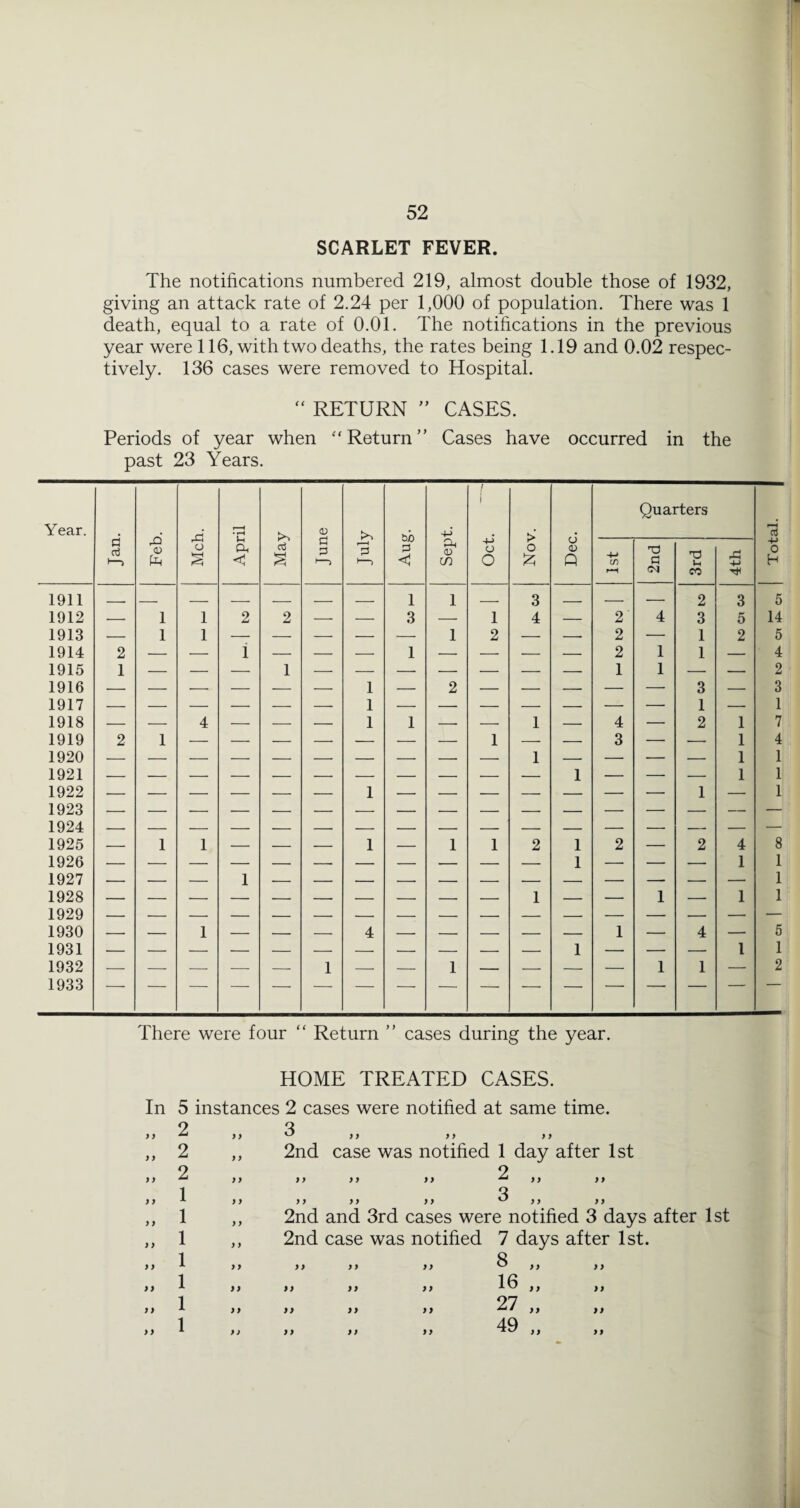 52
SCARLET FEVER.
The notifications numbered 219, almost double those of 1932,
giving an attack rate of 2.24 per 1,000 of population. There was 1
death, equal to a rate of 0.01. The notifications in the previous
year were 116, with two deaths, the rates being 1.19 and 0.02 respec-
tively. 136 cases were removed to Hospital.
“ RETURN ” CASES.
Periods of year when “Return” Cases have occurred in the
past 23 Years.
Year. Jan. Feb. Mch. April May June July Aug. Sept. Oct. Nov. Dec. Quarters Total.
1st 2nd 3rd 4th
1911 — — — — — — — 1 1 — 3 — — — 2 3 5
1912 — 1 1 2 2 — — 3 — 1 4 — 2 4 3 5 14
1913 — 1 1 — — — — — 1 2 — — 2 — 1 2 5
1914 2 — — 1 — — — 1 — — — — 2 1 1 — 4
1915 1 — — — 1 — — — — — — — 1 1 — — 2
1916 — — — — — — 1 — 2 — — — — — 3 — 3
1917 — — — — — — 1 — — — — — — — 1 — 1
1918 — — 4 — — — 1 1 — — 1 — 4 — 2 1 7
1919 2 1 — — — — — — — 1 — — 3 — — 1 4
1920 — — — — — — — — — — 1 — — — — 1 1
1921 — — — — — — — — — — — 1 — — — 1 1
1922 — — — — — — 1 — — — — — — — 1 — 1
1923 — — — — — — — — — — — — — — — — —
1924 — — — — — — — — — — — — — — — — —
1925 — 1 1 — — — 1 — 1 1 2 1 2 — 2 4 8
1926 — — — — — — — — — — — 1 — — — 1 1
1927 — — — 1 — — — — — — — — — — — — 1
1928 — — — — — — — — — — 1 — — 1 — 1 1
1929 — — — — — — — — — — — — — — — — —
1930 — — 1 — — — 4 — — — — — 1 — 4 — 5
1931 — — — — — — — — — — — 1 — — — 1 1
1932 — — — — — 1 — — 1 — — — — 1 1 — 2
1933 — — — — — — — — — — — — — — — — —
There were four “ Return ” cases during the year.
HOME TREATED CASES.
In 5 instances 2 cases were notified at same time.
,, 2 ,, 3 ,, ,, ,,
,, 2 ,, 2nd case was notified 1 day after 1st
,, 2 ,, ,, ,, ,, 2 ,, ,,
,, 1 ,, ,, ,, ,, 3 ,, ,,
,, 1 ,, 2nd and 3rd cases were notified 3 days after 1st
,, 1 ,, 2nd case was notified 7 days after 1st.
,, 1 ,, ,, ,, ,, 8 ,, ,,
,, 1 ,, ,, ,, ,, 16 ,, ,,
,, 1 ,, ,, ,, ,, 27 ,, ,,
,, 1 ,, ,, ,, ,, 49 ,, ,,